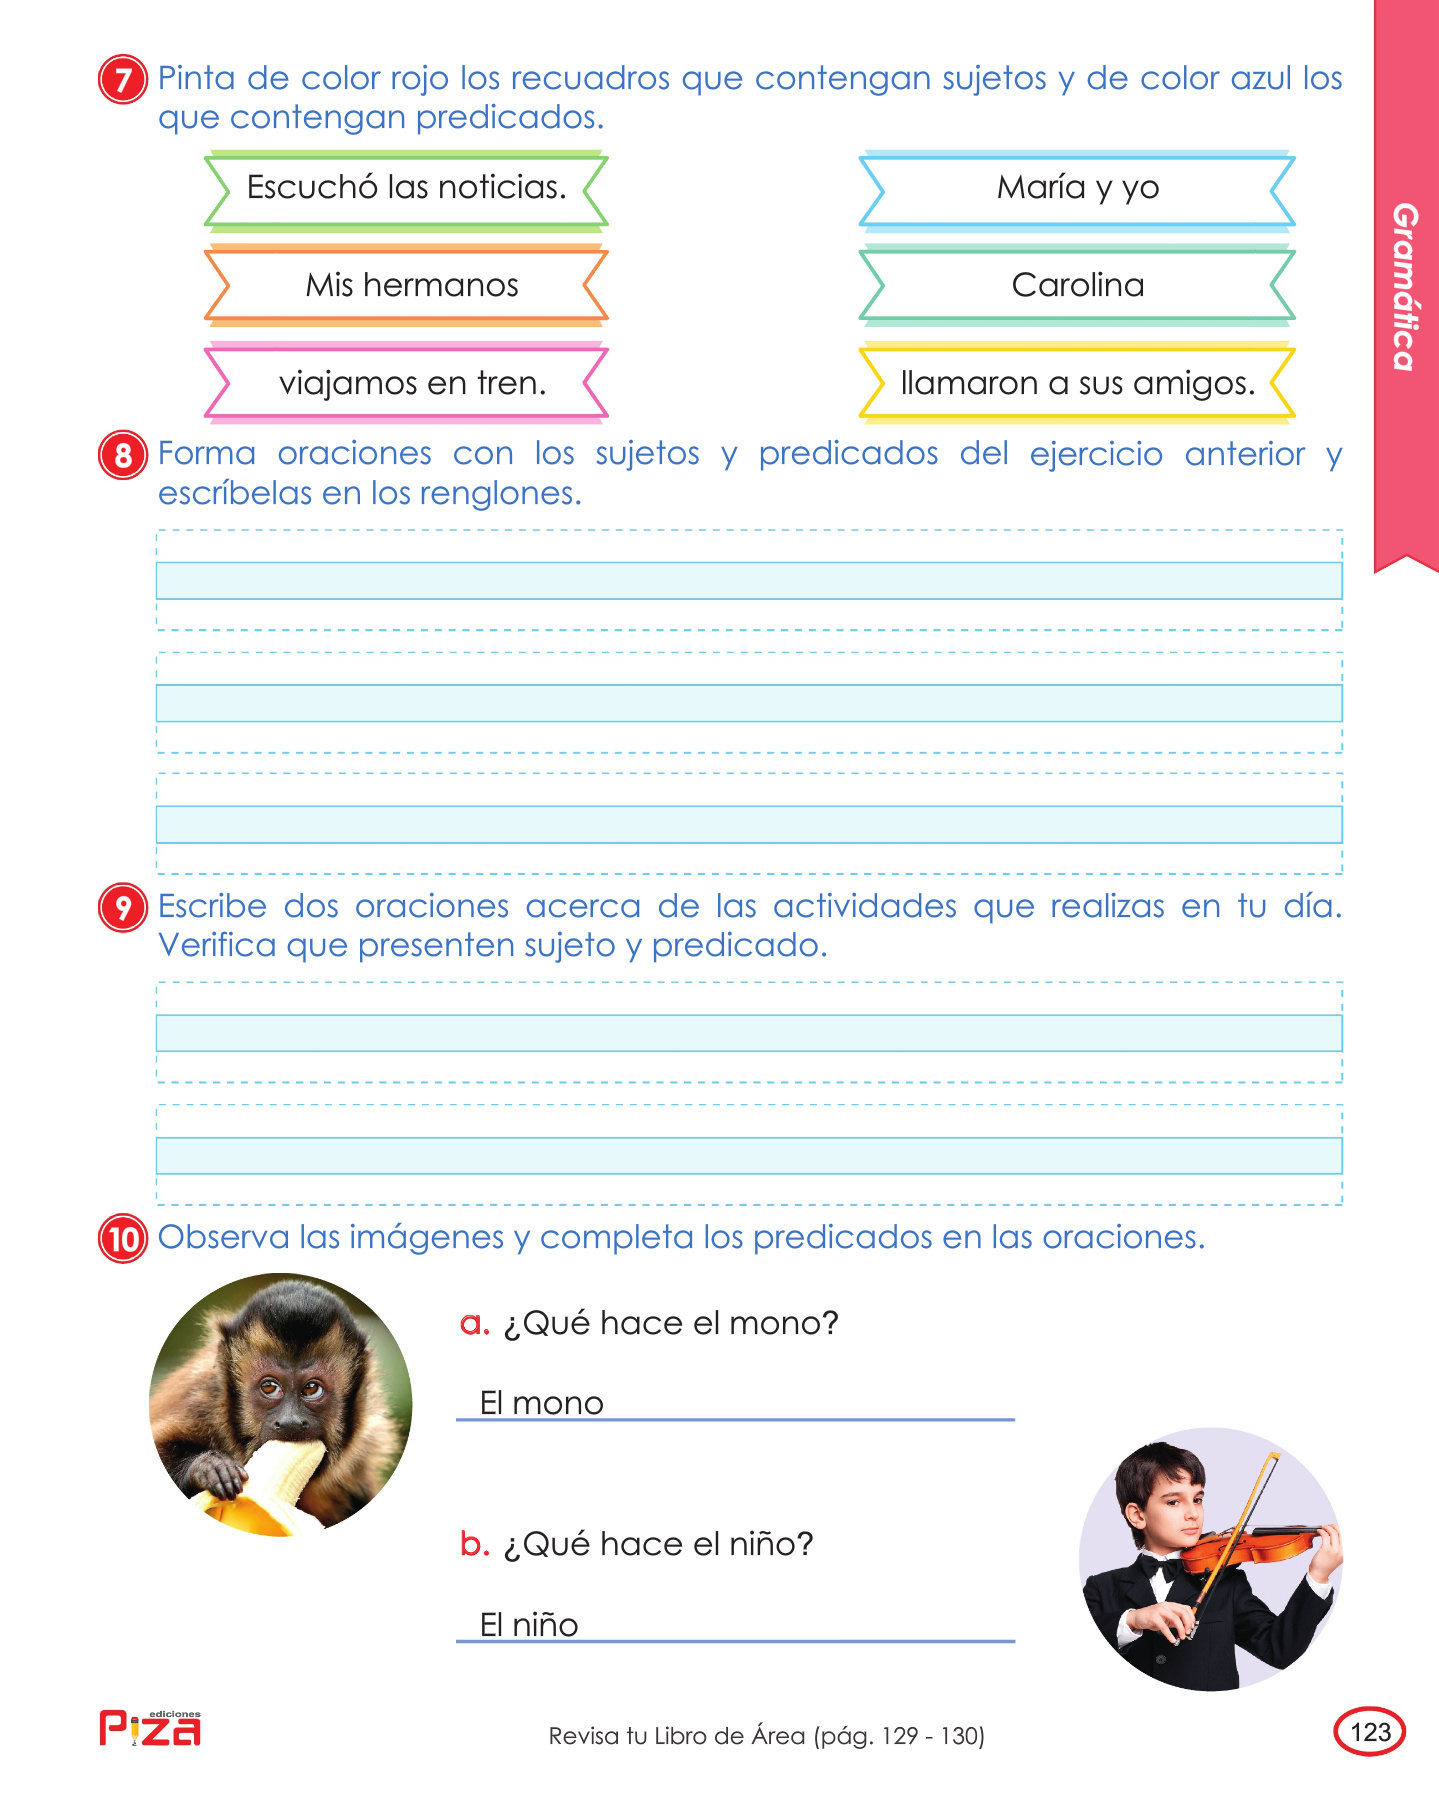 7 Pinta de color rojo los recuadros que contengan sujetos y de color azul los
que contengan predicados.
Escuchó las noticias.
María y yo
Mis hermanos
Carolina
viajamos en tren.
llamaron a sus amigos.
Gramática
8 Forma oraciones con los sujetos y predicados del ejercicio anterior y
escríbelas en los renglones.
9 Escribe dos oraciones acerca de las actividades que realizas en tu día.
Verifica que presenten sujeto y predicado.
10 Observa las imágenes y completa los predicados en las oraciones.
a. ¿Qué hace el mono?
El mono
b. ¿Qué hace el niño?
El niño
ediciones
Piza
Revisa tu Libro de Área (pág. 129 - 130)
123